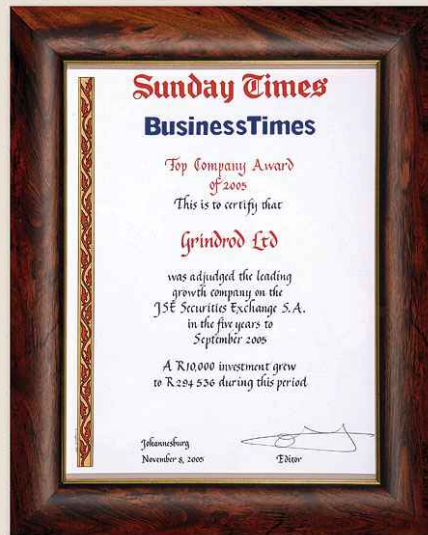 Sunday Times
BusinessTimes
Top Company Award
of 2005
This is to certify that
Grindrod Ltd
was adjudged the leading
growth company on the
JSE Securities Exchange S.A.
in the five years to
September 2005
A R10,000 investment grew
to R294 536 during this period
Johannesburg
November 8, 2005
Editor